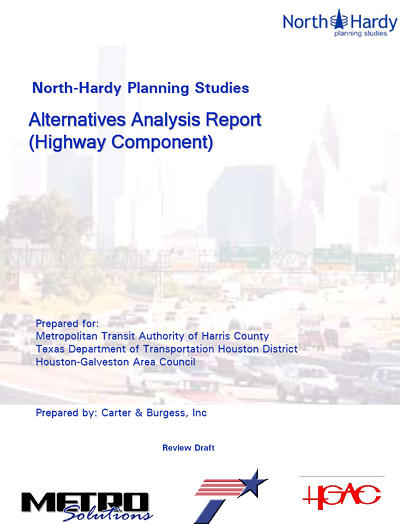 North Hardy
planning studies
North-Hardy Planning Studies
Alternatives Analysis Report
(Highway Component)
Prepared for:
Metropolitan Transit Authority of Harris County
Texas Department of Transportation Houston District
Houston-Galveston Area Council
Prepared by: Carter & Burgess, Inc
Review Draft
METRO
Solutions
HGAC